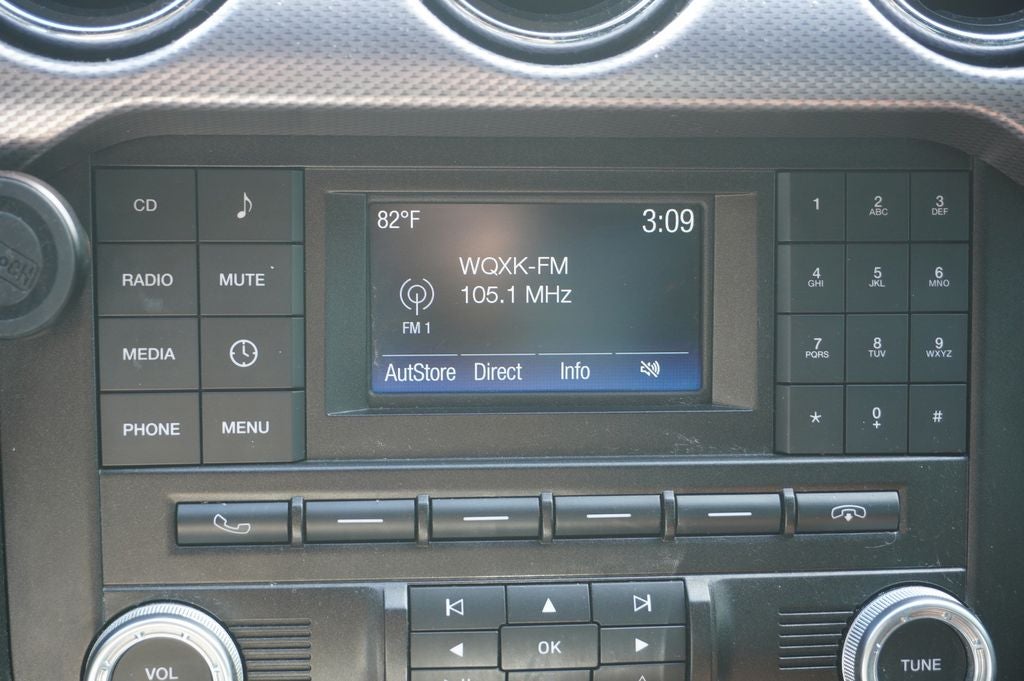 CD
RADIO
MUTE
MEDIA
PHONE
MENU
82°F
3:09
WQXK-FM
105.1 MHz
FM 1
AutStore Direct Info
1
2
ABC
3
DEF
4
GHI
5
JKL
6
MNO
7
PQRS
8
TUV
9
WXYZ
*
0
+
#
OK
VOL
TUNE